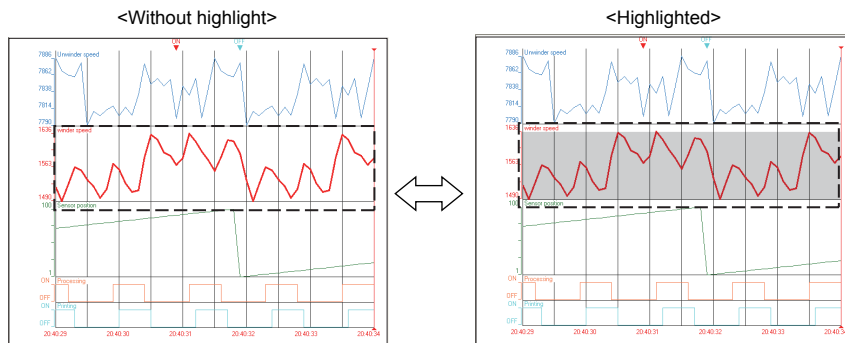 <Without highlight>
ON
OFF
7886
Unwinder speed
7862
7838
7814
7790
1636
winder speed
1563
1490
100
Sensor position
1
ON
Processing
OFF
ON
Printing
OFF
20:40:29
20:40:30
20:40:31
20:40:32
20:40:33
20:40:34
<Highlighted>
ON
OFF
7886
Unwinder speed
7862
7838
7814
7790
1636
winder speed
1563
1490
100
Sensor position
1
ON
Processing
OFF
ON
Printing
OFF
20:40:29
20:40:30
20:40:31
20:40:32
20:40:33
20:40:34